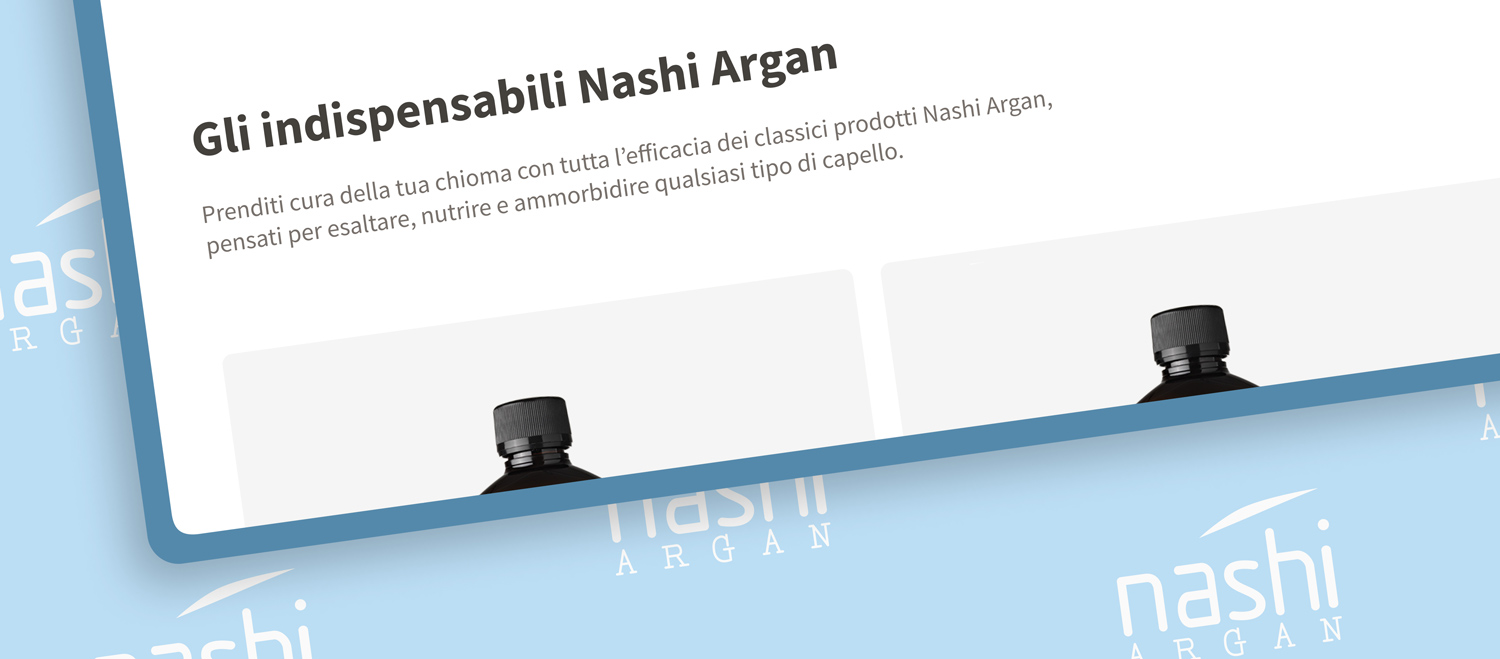 Gli indispensabili Nashi Argan
Prenditi cura della tua chioma con tutta l’efficacia dei classici prodotti Nashi Argan,
pensati per esaltare, nutrire e ammorbidire qualsiasi tipo di capello.
nashi
ARGAN
nashi
ARGAN
nashi
ARGAN
nashi